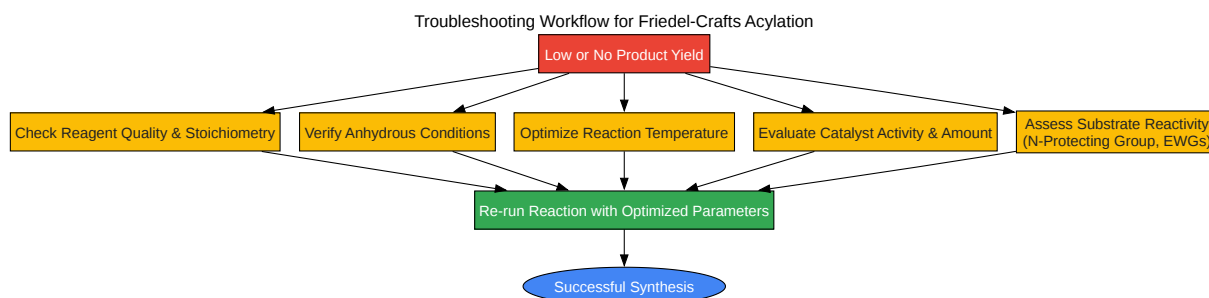 Troubleshooting Workflow for Friedel-Crafts Acylation
Low or No Product Yield
Check Reagent Quality & Stoichiometry
Verify Anhydrous Conditions
Optimize Reaction Temperature
Evaluate Catalyst Activity & Amount
Assess Substrate Reactivity
(N-Protecting Group, EWGs)
Re-run Reaction with Optimized Parameters
Successful Synthesis